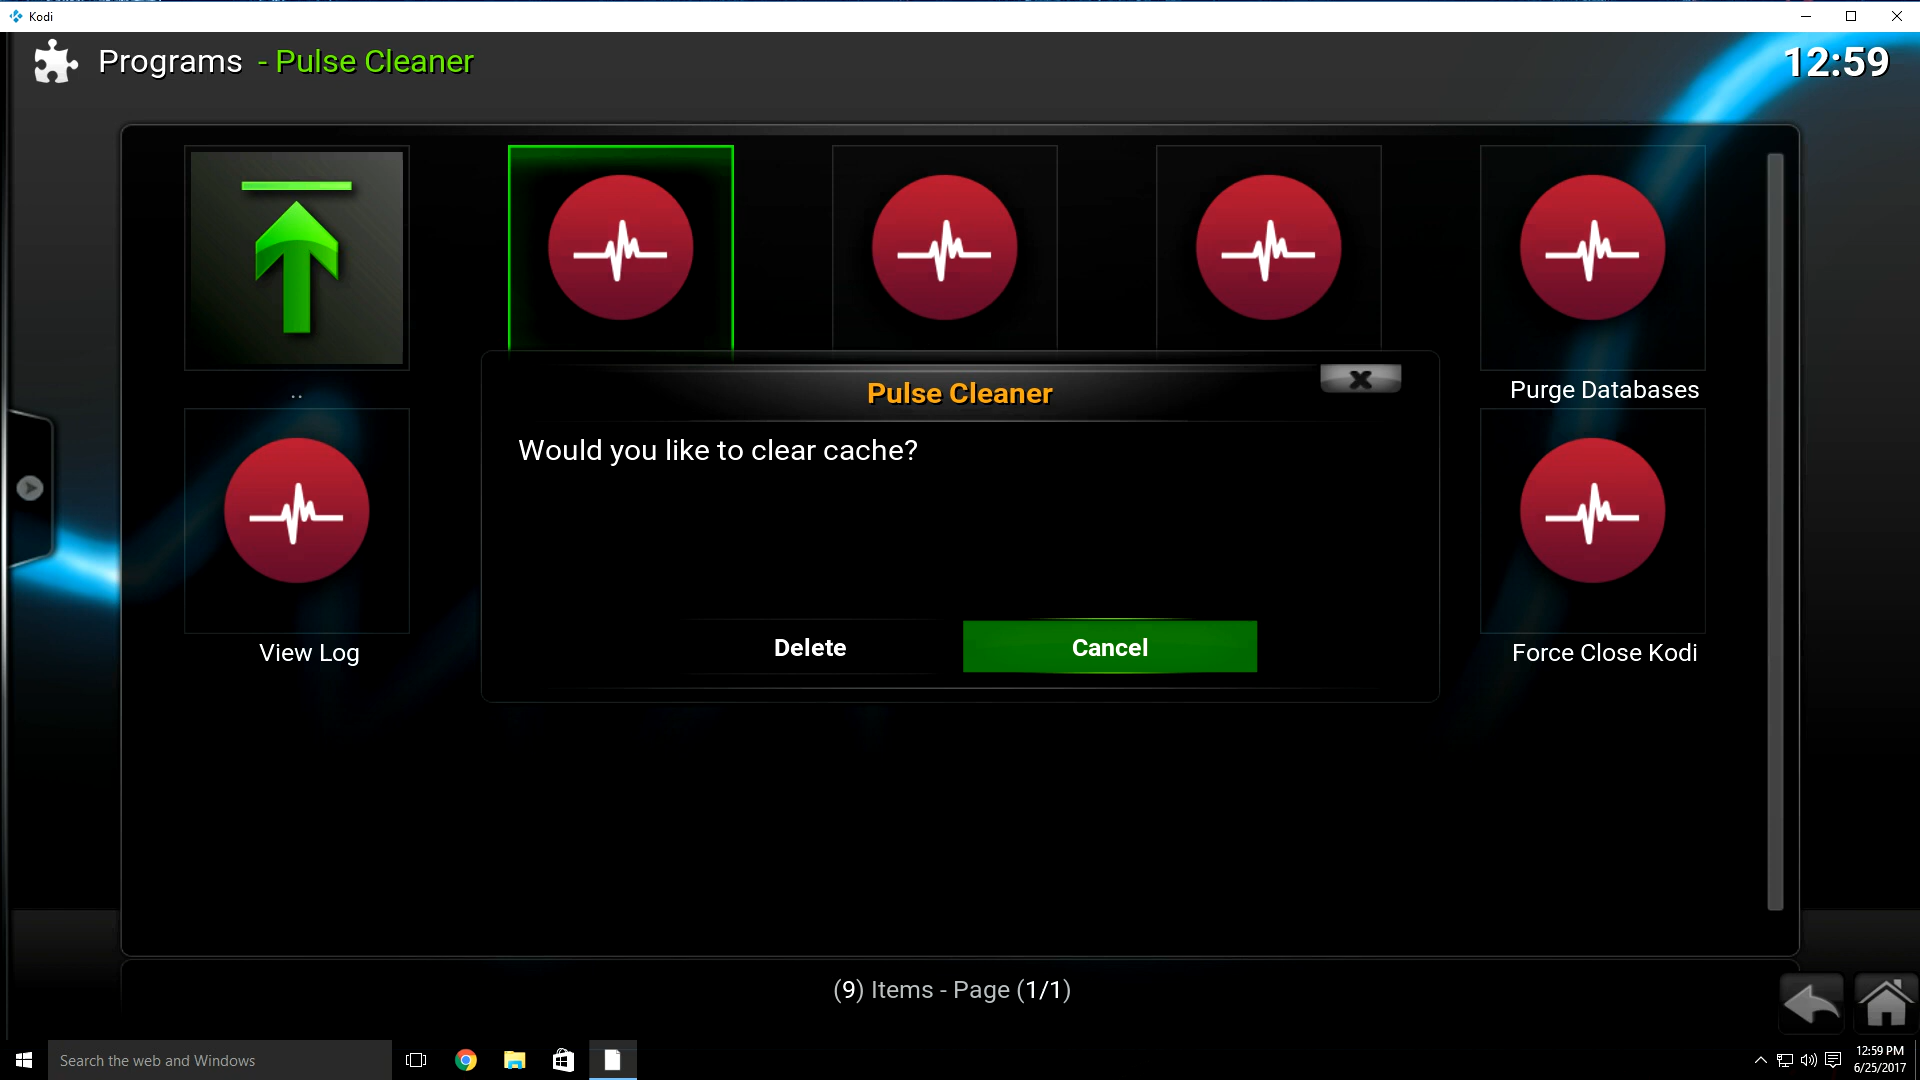 Kodi
Programs - Pulse Cleaner
12:59
..
Purge Databases
Pulse Cleaner
Would you like to clear cache?
Delete
Cancel
View Log
Force Close Kodi
(9) Items - Page (1/1)
Search the web and Windows
12:59 PM
6/25/2017